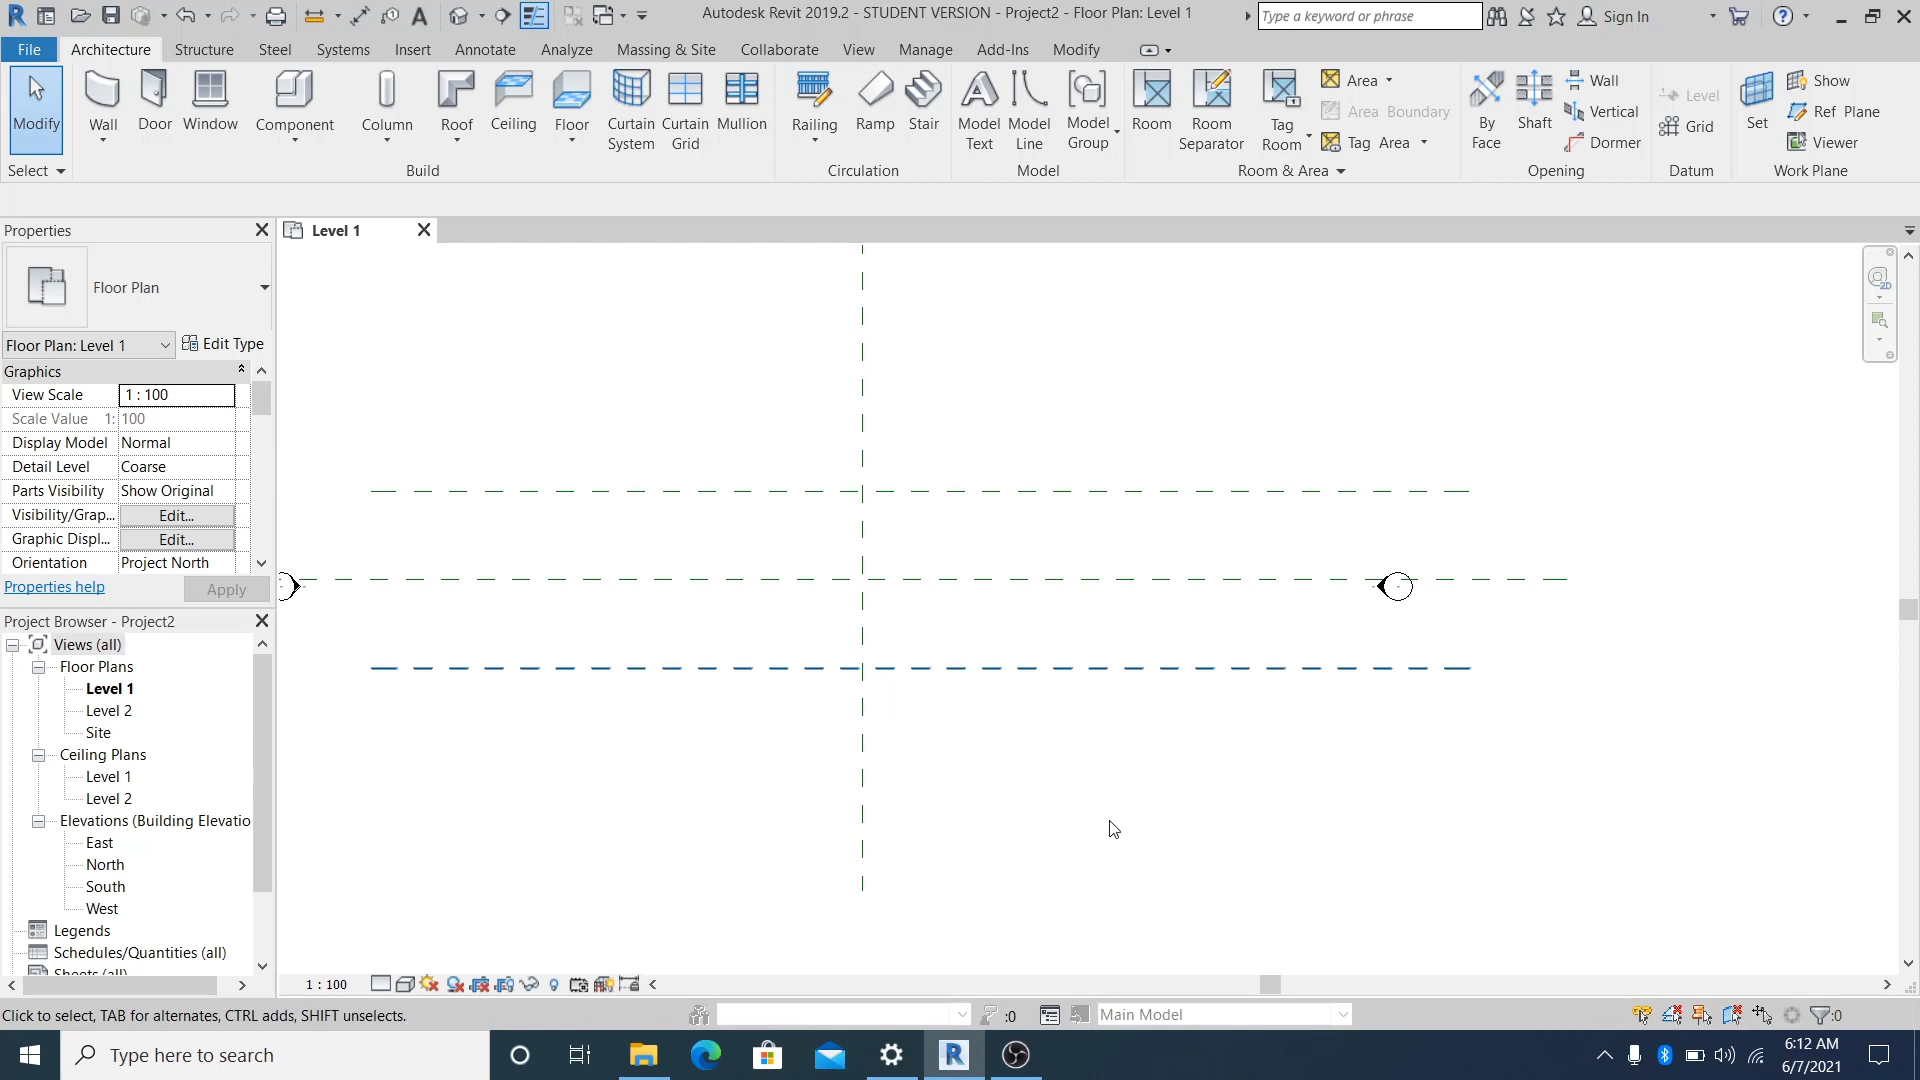 Autodesk Revit 2019.2 - STUDENT VERSION - Project2 - Floor Plan: Level 1
Type a keyword or phrase
Sign In
File
Architecture
Structure
Steel
Systems
Insert
Annotate
Analyze
Massing & Site
Collaborate
View
Manage
Add-Ins
Modify
Modify
Wall
Door
Window
Component
Column
Roof
Ceiling
Floor
Curtain System
Curtain Grid
Mullion
Railing
Ramp
Stair
Model Text
Model Line
Model Group
Room
Room Separator
Tag Room
Area
Area Boundary
Tag Area
By Face
Shaft
Wall
Vertical
Dormer
Level
Grid
Set
Show
Ref Plane
Viewer
Select
Build
Circulation
Model
Room & Area
Opening
Datum
Work Plane
Properties
Level 1
Floor Plan
Floor Plan: Level 1
Edit Type
Graphics
View Scale 1 : 100
Scale Value 1: 100
Display Model Normal
Detail Level Coarse
Parts Visibility Show Original
Visibility/Grap... Edit...
Graphic Displ... Edit...
Orientation Project North
Properties help
Apply
Project Browser - Project2
Views (all)
Floor Plans
Level 1
Level 2
Site
Ceiling Plans
Level 1
Level 2
Elevations (Building Elevatio
East
North
South
West
Legends
Schedules/Quantities (all)
Sheets (all)
1 : 100
Click to select, TAB for alternates, CTRL adds, SHIFT unselects.
:0
Main Model
:0
Type here to search
6:12 AM
6/7/2021